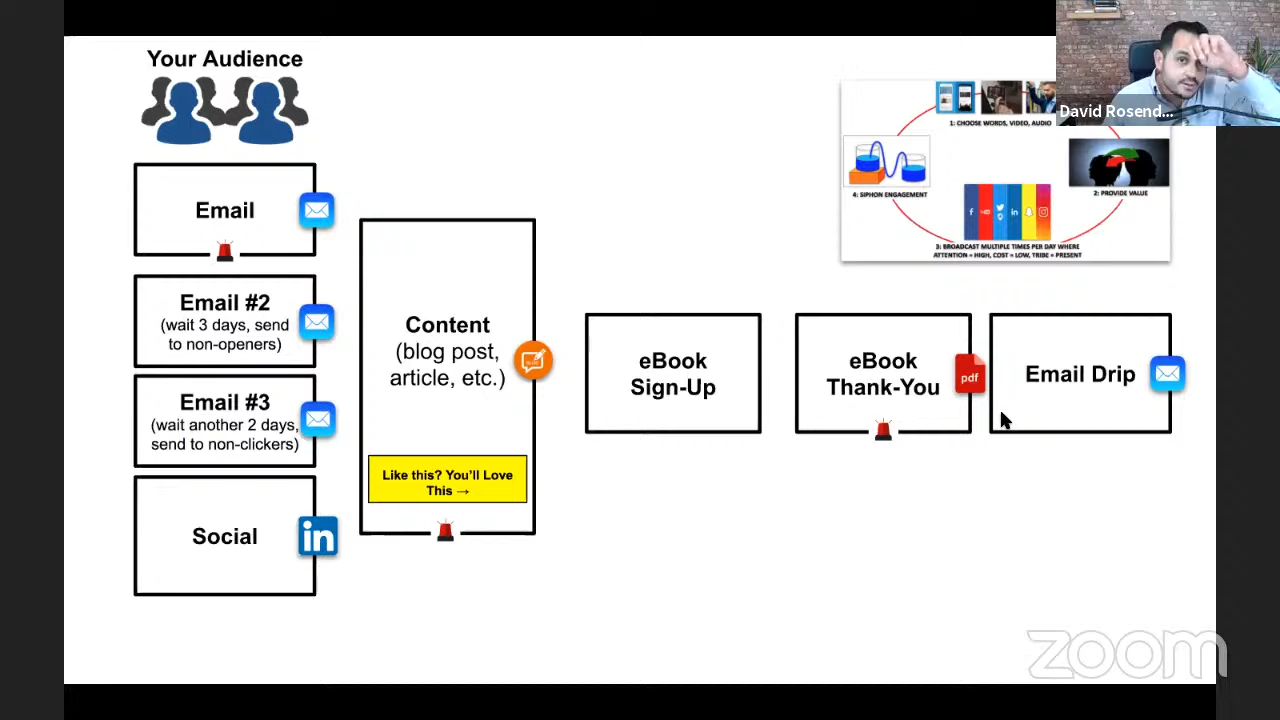 Your Audience
Email
Email #2
(wait 3 days, send
to non-openers)
Email #3
(wait another 2 days,
send to non-clickers)
Social
in
Content
(blog post,
article, etc.)
Like this? You'll Love
This →
eBook
Sign-Up
eBook
Thank-You
pdf
Email Drip
1: CHOOSE WORDS, VIDEO, AUDIO
2: PROVIDE VALUE
3: BROADCAST MULTIPLE TIMES PER DAY WHERE
ATTENTION = HIGH, COST = LOW, TRIBE = PRESENT
4: SIPHON ENGAGEMENT
David Rosend...
zoom